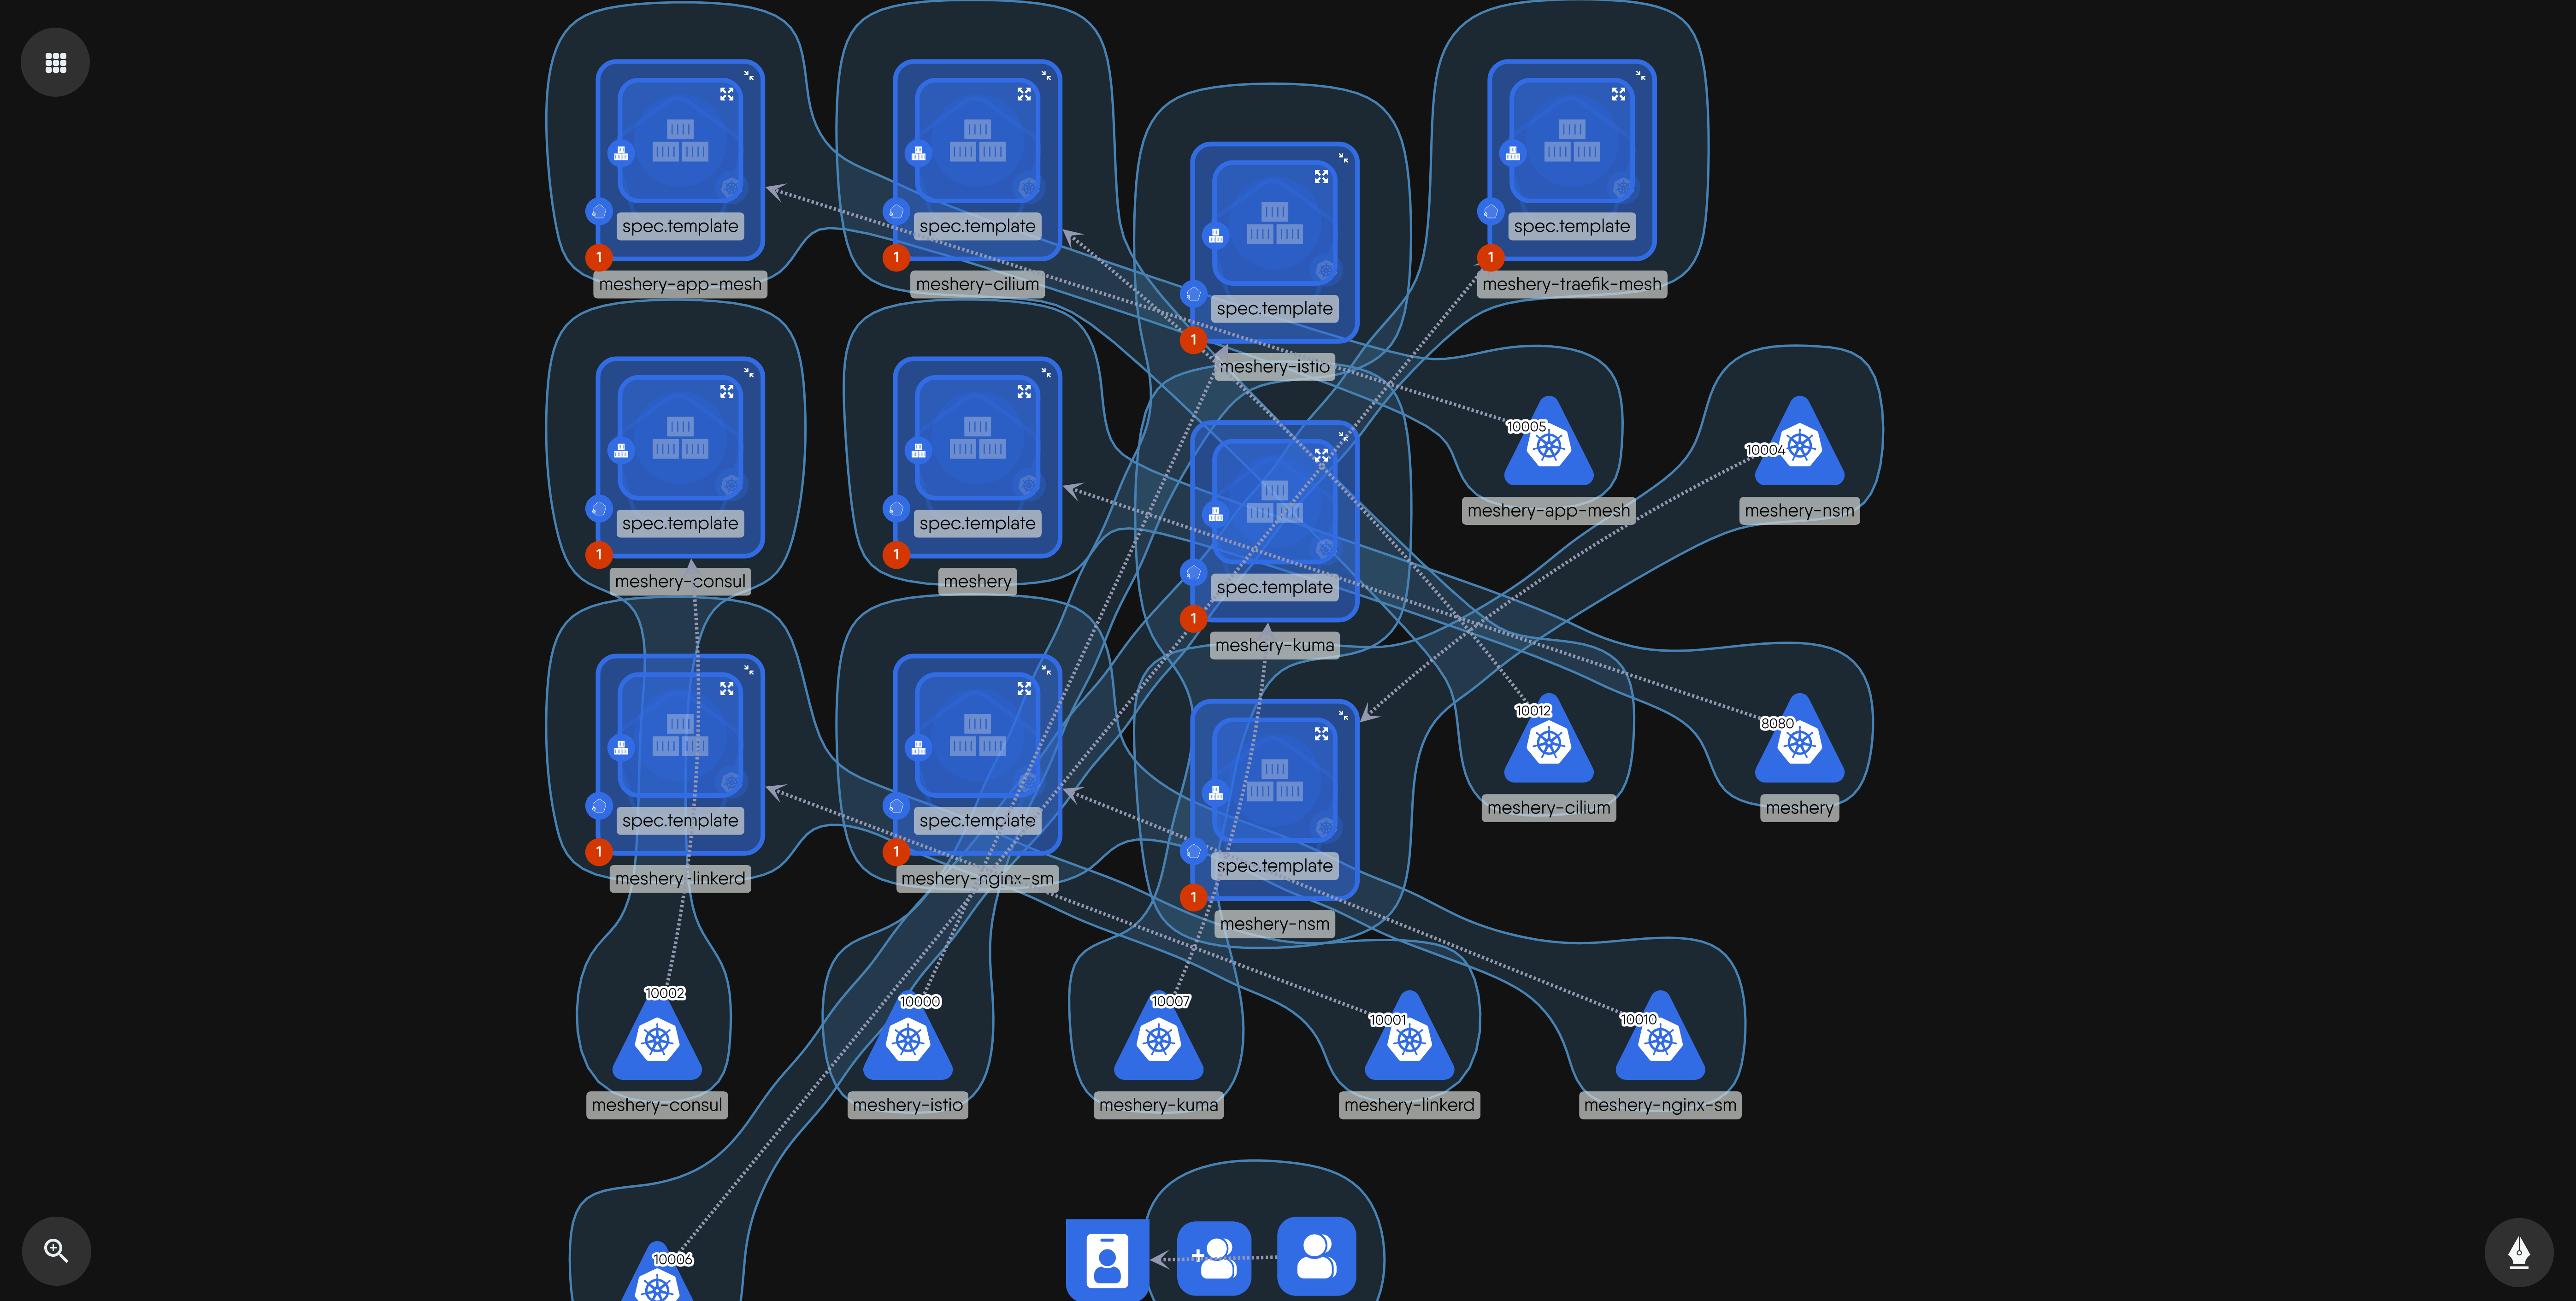 spec.template
1
meshery-app-mesh
spec.template
1
meshery-cilium
spec.template
1
meshery-istio
spec.template
1
meshery-traefik-mesh
spec.template
1
meshery-consul
spec.template
1
meshery
spec.template
1
meshery-kuma
10005
meshery-app-mesh
10004
meshery-nsm
spec.template
1
meshery-linkerd
spec.template
1
meshery-nginx-sm
spec.template
1
meshery-nsm
10012
meshery-cilium
8080
meshery
10002
meshery-consul
10000
meshery-istio
10007
meshery-kuma
10001
meshery-linkerd
10010
meshery-nginx-sm
10006